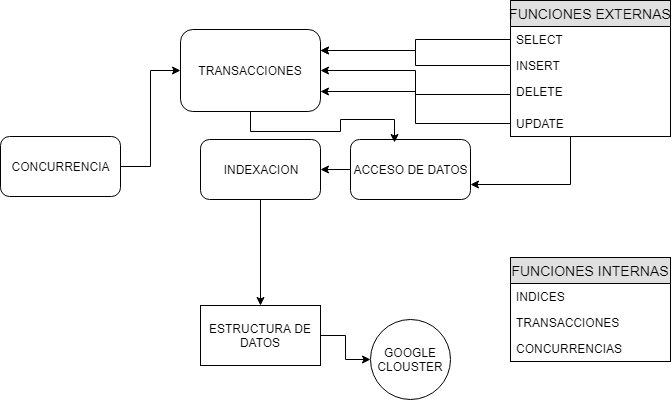 FUNCIONES EXTERNAS
SELECT
INSERT
DELETE
UPDATE
TRANSACCIONES
CONCURRENCIA
INDEXACION
ACCESO DE DATOS
FUNCIONES INTERNAS
INDICES
TRANSACCIONES
CONCURRENCIAS
ESTRUCTURA DE
DATOS
GOOGLE
CLOUSTER